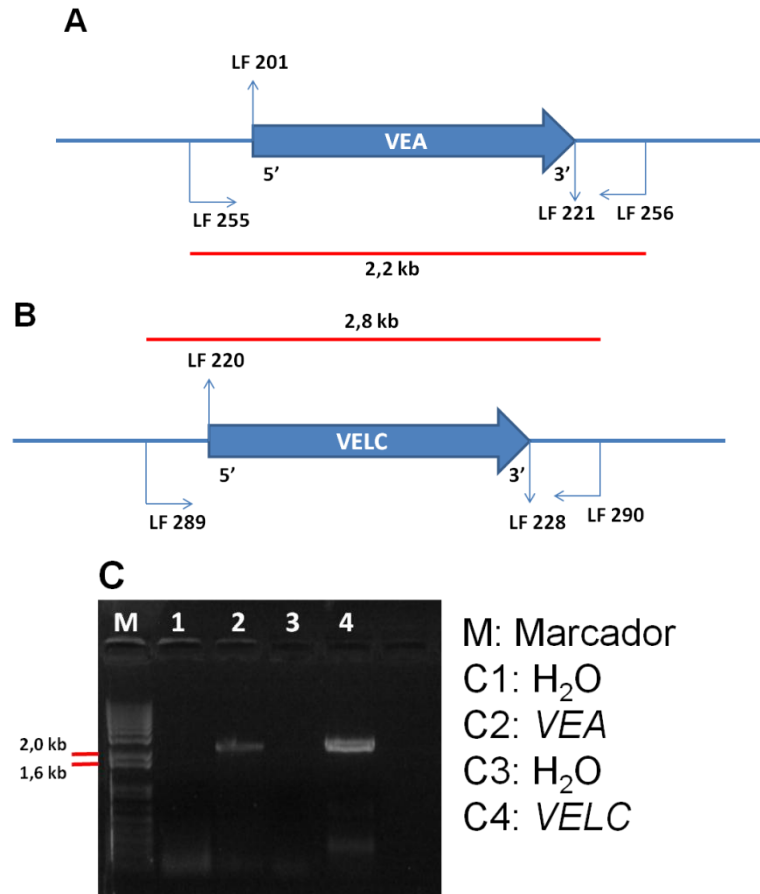 A
LF 201
VEA
5’
3’
LF 255
LF 221
LF 256
2,2 kb
B
2,8 kb
LF 220
VELC
5’
3’
LF 289
LF 228
LF 290
C
M 1 2 3 4
2,0 kb
1,6 kb
M: Marcador
C1: H₂O
C2: VEA
C3: H₂O
C4: VELC